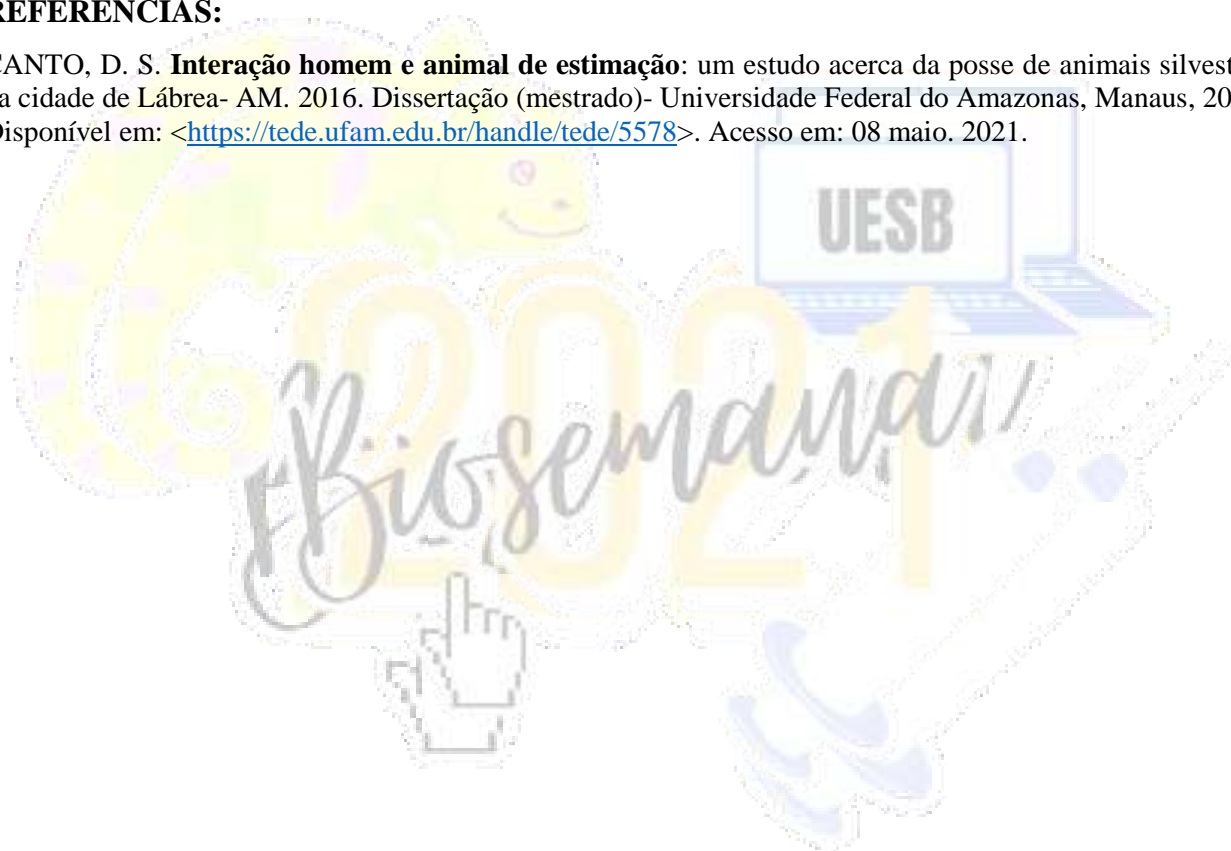 REFERÊNCIAS:
CANTO, D. S. Interação homem e animal de estimação: um estudo acerca da posse de animais silvest
a cidade de Lábrea- AM. 2016. Dissertação (mestrado)- Universidade Federal do Amazonas, Manaus, 20
Disponível em: <https://tede.ufam.edu.br/handle/tede/5578>. Acesso em: 08 maio. 2021.
UESB
2021
Biosemana